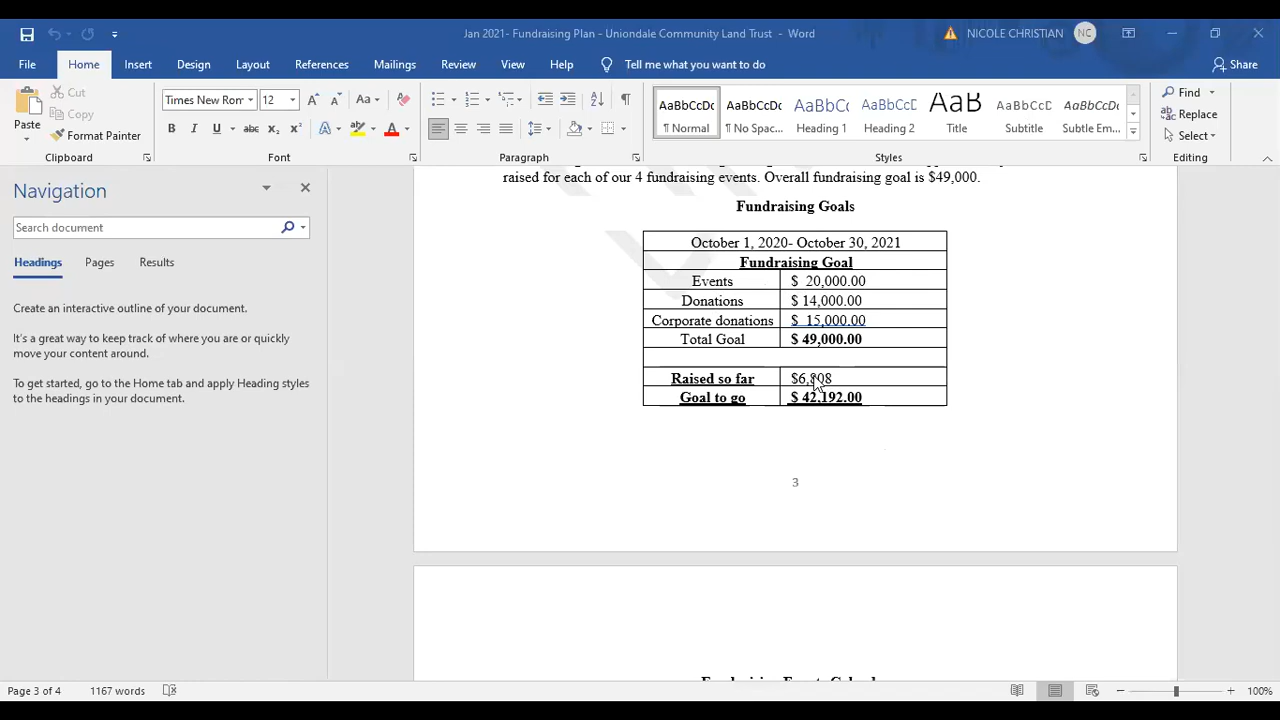 Jan 2021- Fundraising Plan - Uniondale Community Land Trust - Word
NICOLE CHRISTIAN NC
File Home Insert Design Layout References Mailings Review View Help Tell me what you want to do Share
Paste
Cut
Copy
Format Painter
Times New Rom 12
Clipboard Font Paragraph Styles Editing
AaBbCcDc ¶ Normal
AaBbCcDc ¶ No Spac...
AaBbCc Heading 1
AaBbCcDc Heading 2
AaB Title
AaBbCcDc Subtitle
AaBbCcDc Subtle Em...
Find
Replace
Select
Navigation
Search document
Headings Pages Results
Create an interactive outline of your document.
It's a great way to keep track of where you are or quickly
move your content around.
To get started, go to the Home tab and apply Heading styles
to the headings in your document.
raised for each of our 4 fundraising events. Overall fundraising goal is $49,000.
Fundraising Goals
October 1, 2020- October 30, 2021
Fundraising Goal
Events $ 20,000.00
Donations $ 14,000.00
Corporate donations $ 15,000.00
Total Goal $ 49,000.00
Raised so far $6,808
Goal to go $ 42,192.00
3
Page 3 of 4 1167 words 100%